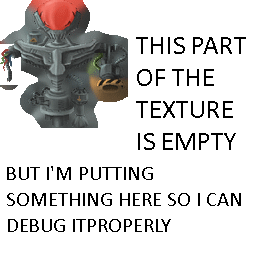 THIS PART
OF THE
TEXTURE
IS EMPTY
BUT I'M PUTTING
SOMETHING HERE SO I CAN
DEBUG ITPROPERLY